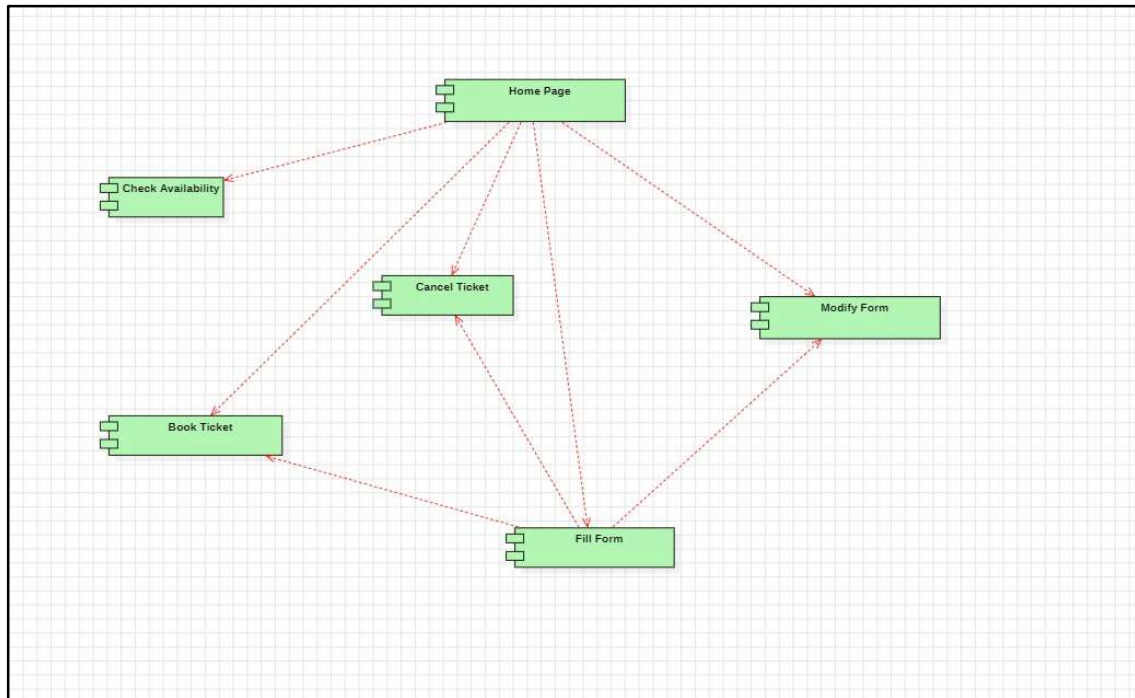 Home Page
Check Availability
Cancel Ticket
Modify Form
Book Ticket
Fill Form